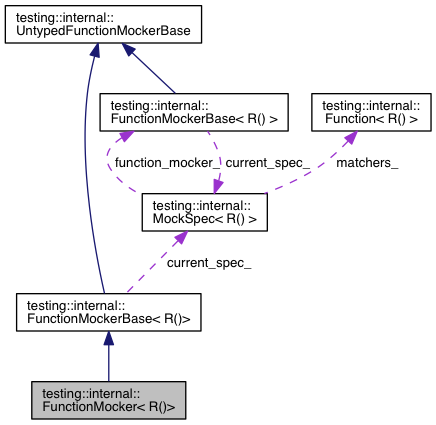 testing::internal::
UntypedFunctionMockerBase
testing::internal::
FunctionMockerBase< R() >
testing::internal::
Function< R() >
function_mocker_
current_spec_
matchers_
testing::internal::
MockSpec< R() >
current_spec_
testing::internal::
FunctionMockerBase< R()>
testing::internal::
FunctionMocker< R()>